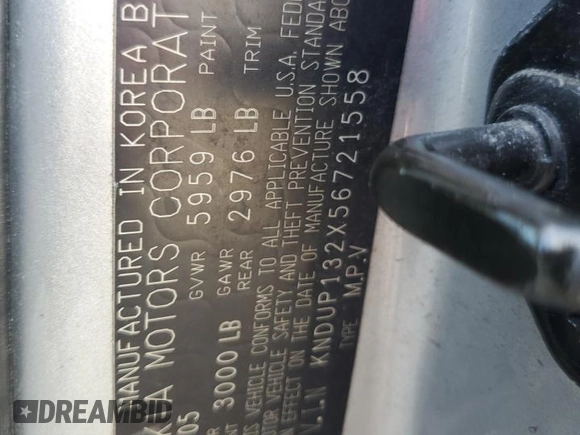 MANUFACTURED IN KOREA B
KIA MOTORS CORPORAT
05 GVWR 5959 LB PAINT
3000 LB GAWR REAR 2976 LB TRIM
VEHICLE CONFORMS TO ALL APPLICABLE U.S.A. FED
VEHICLE SAFETY AND THEFT PREVENTION STANDA
EFFECT ON THE DATE OF MANUFACTURE SHOWN ABO
V.I.N KNDUP132X56721558
TYPE M.P.V
DREAMBID